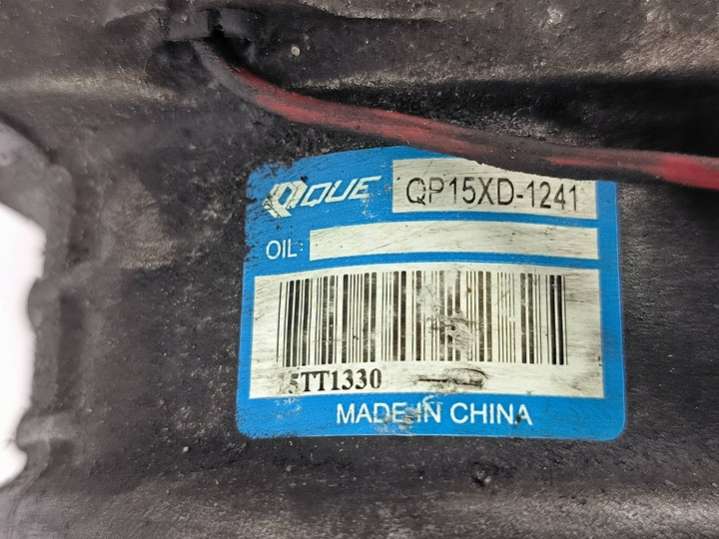 QUE QP15XD-1241
OIL:
5TT1330
MADE IN CHINA